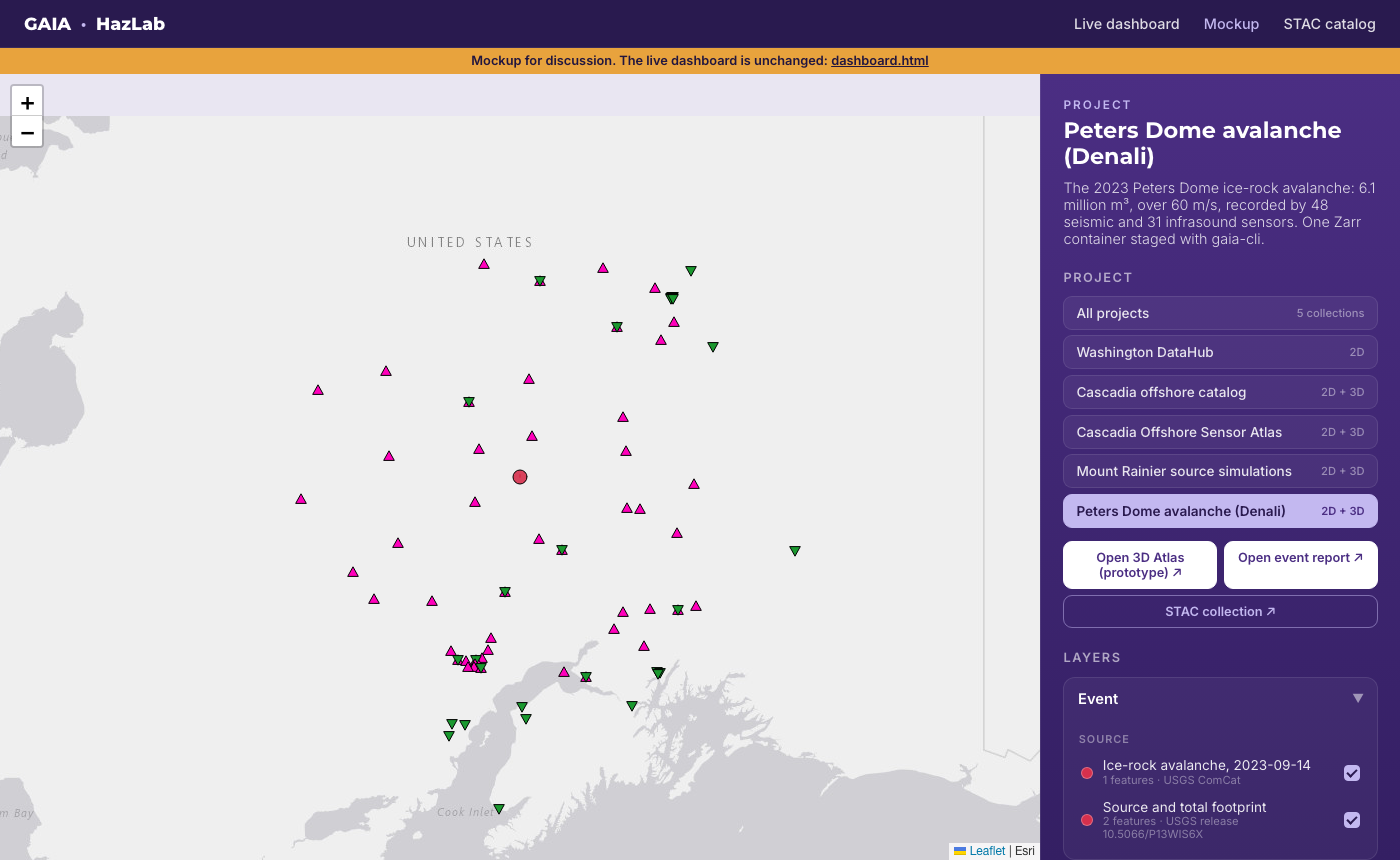 GAIA • HazLab
Live dashboard
Mockup
STAC catalog
Mockup for discussion. The live dashboard is unchanged: dashboard.html
+
−
UNITED STATES
Cook Inlet
m Bay
Leaflet | Esri
PROJECT
Peters Dome avalanche
(Denali)
The 2023 Peters Dome ice-rock avalanche: 6.1
million m³, over 60 m/s, recorded by 48
seismic and 31 infrasound sensors. One Zarr
container staged with gaia-cli.
PROJECT
All projects 5 collections
Washington DataHub 2D
Cascadia offshore catalog 2D + 3D
Cascadia Offshore Sensor Atlas 2D + 3D
Mount Rainier source simulations 2D + 3D
Peters Dome avalanche (Denali) 2D + 3D
Open 3D Atlas
(prototype) ↗
Open event report ↗
STAC collection ↗
LAYERS
Event ▼
SOURCE
Ice-rock avalanche, 2023-09-14
1 features · USGS ComCat
Source and total footprint
2 features · USGS release
10.5066/P13WIS6X